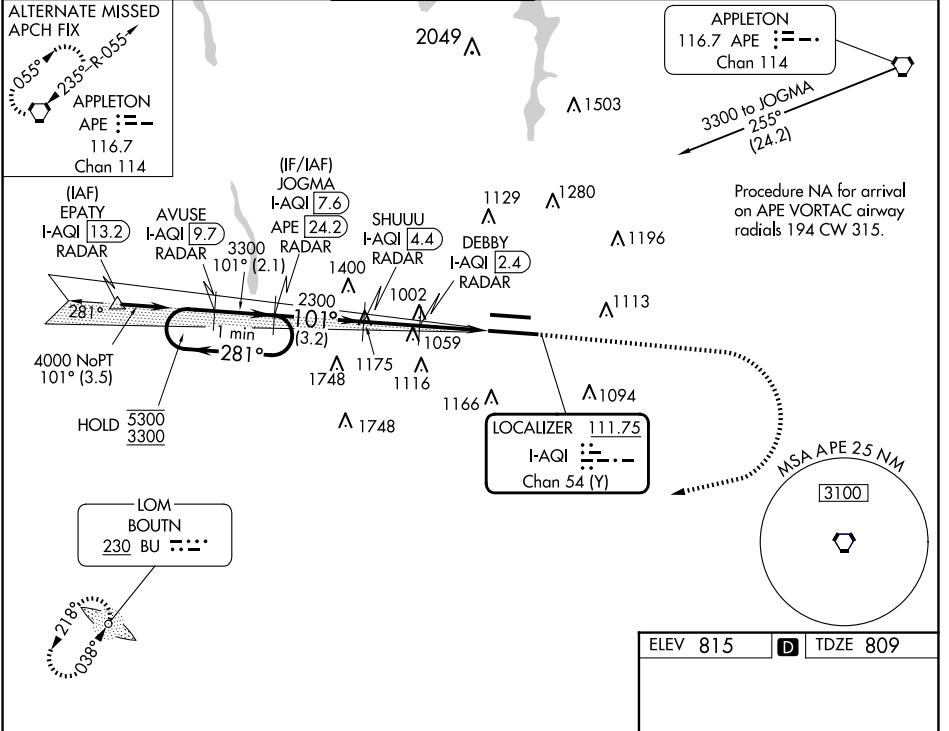 ALTERNATE MISSED
APCH FIX
055°
235°
R-055
APPLETON
APE
116.7
Chan 114
2049
1503
APPLETON
116.7 APE
Chan 114
3300 to JOGMA
255°
(24.2)
Procedure NA for arrival
on APE VORTAC airway
radials 194 CW 315.
(IAF)
EPATY
I-AQI 13.2
RADAR
AVUSE
I-AQI 9.7
RADAR
3300
101° (2.1)
(IF/IAF)
JOGMA
I-AQI 7.6
APE 24.2
RADAR
SHUUU
I-AQI 4.4
RADAR
DEBBY
I-AQI 2.4
RADAR
1129
1280
1196
1400
1002
1113
281°
2300
101°
(3.2)
1 min
281°
1059
4000 NoPT
101° (3.5)
1748
1175
1116
1166
1094
HOLD 5300
3300
1748
LOCALIZER 111.75
I-AQI
Chan 54 (Y)
MSA APE 25 NM
3100
LOM
BOUTN
230 BU
218°
038°
ELEV 815 D TDZE 809